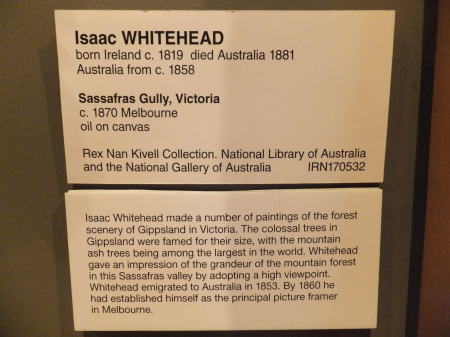 Isaac WHITEHEAD
born Ireland c. 1819 died Australia 1881
Australia from c. 1858
Sassafras Gully, Victoria
c. 1870 Melbourne
oil on canvas
Rex Nan Kivell Collection. National Library of Australia
and the National Gallery of Australia IRN170532
Isaac Whitehead made a number of paintings of the forest
scenery of Gippsland in Victoria. The colossal trees in
Gippsland were famed for their size, with the mountain
ash trees being among the largest in the world. Whitehead
gave an impression of the grandeur of the mountain forest
in this Sassafras valley by adopting a high viewpoint.
Whitehead emigrated to Australia in 1853. By 1860 he
had established himself as the principal picture framer
in Melbourne.